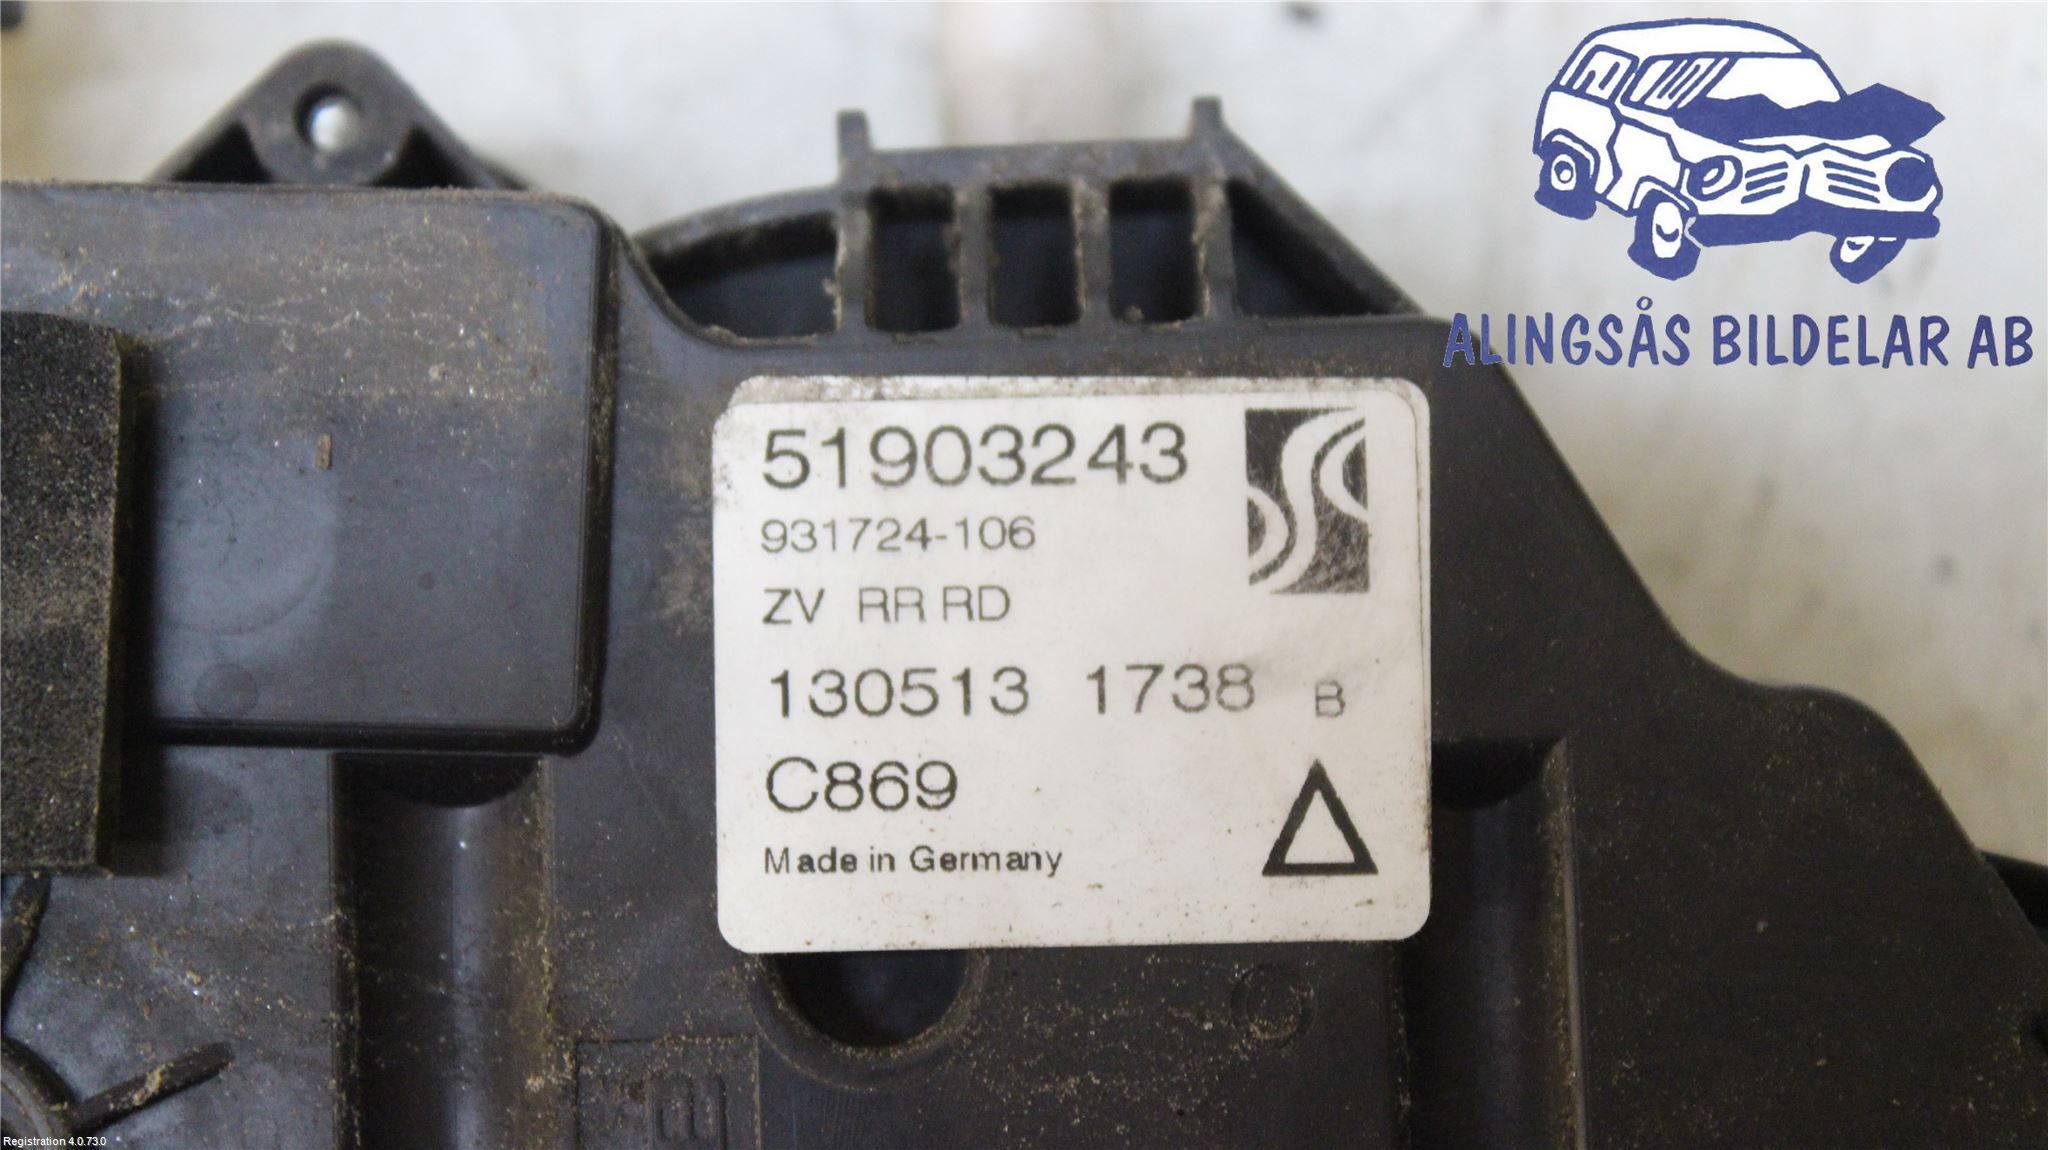 ALINGSÅS BILDELAR AB
51903243
931724-106
ZV RR RD
130513 1738 B
C869
Made in Germany
Registration 4.0.73.0